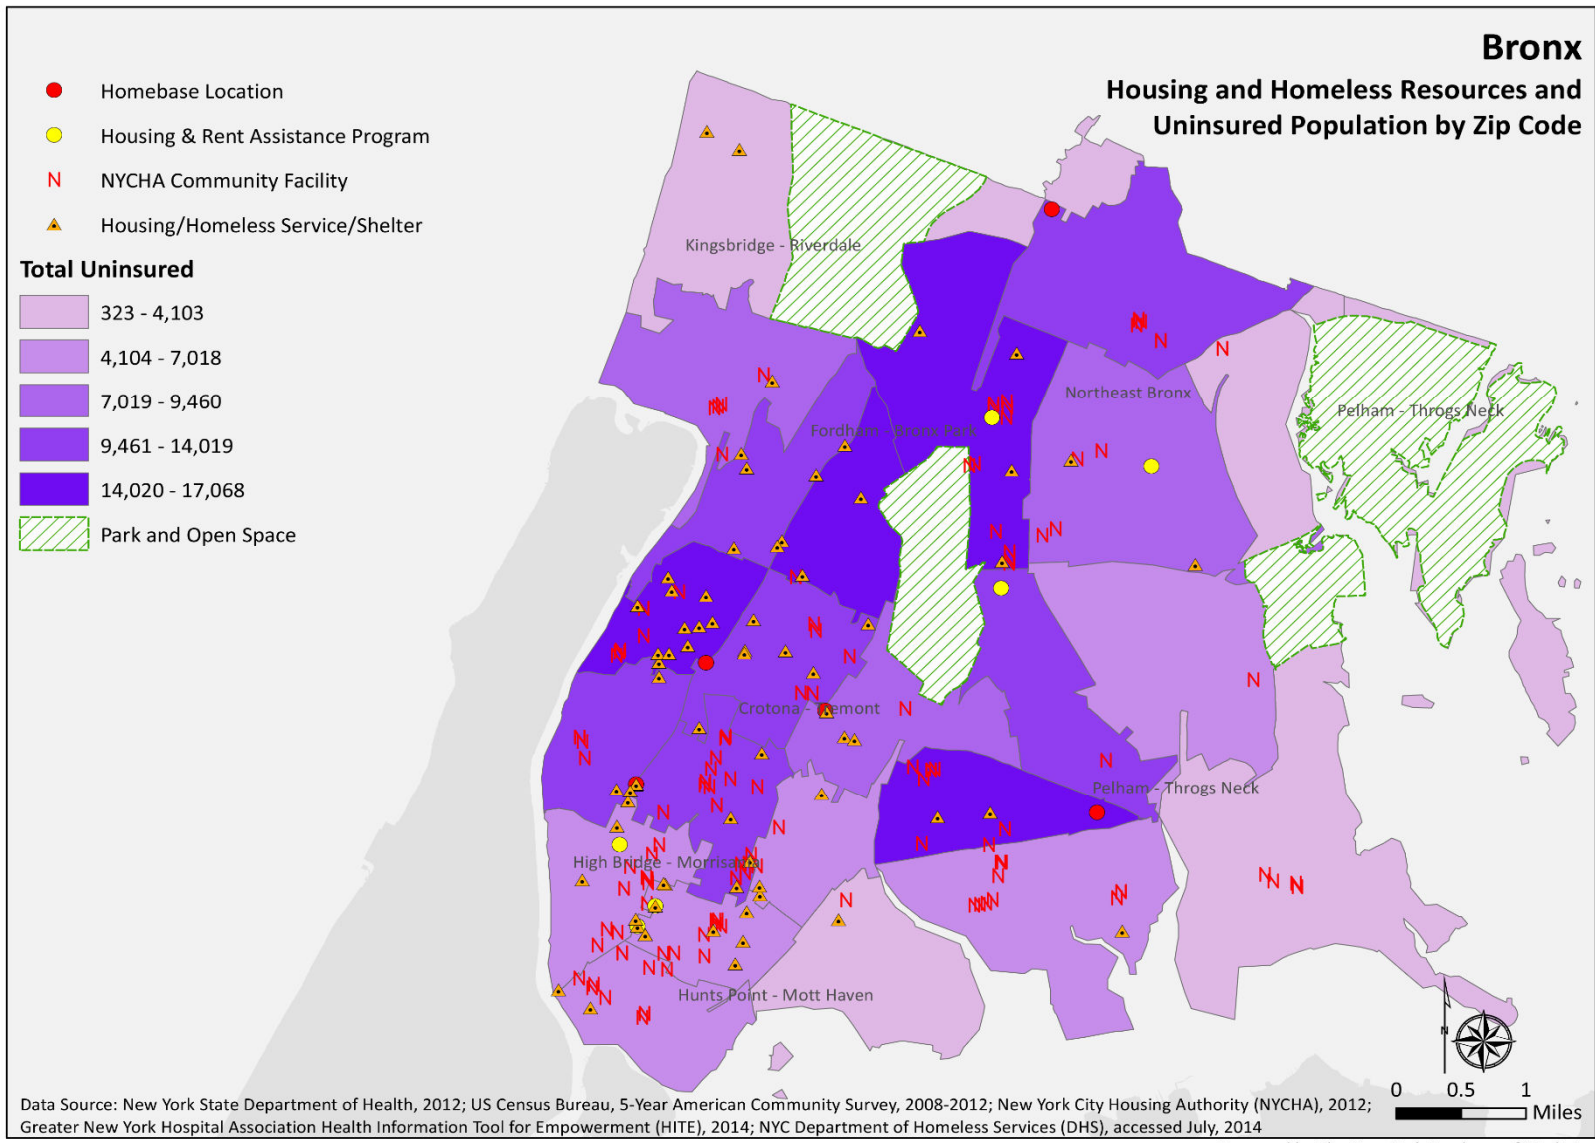 Bronx
Housing and Homeless Resources and
Uninsured Population by Zip Code
Homebase Location
Housing & Rent Assistance Program
N NYCHA Community Facility
Housing/Homeless Service/Shelter
Total Uninsured
323 - 4,103
4,104 - 7,018
7,019 - 9,460
9,461 - 14,019
14,020 - 17,068
Park and Open Space
Kingsbridge - Riverdale
Northeast Bronx
Pelham - Throgs Neck
Fordham - Bronx Park
Crotona - Tremont
Pelham - Throgs Neck
High Bridge - Morrisania
Hunts Point - Mott Haven
N
0 0.5 1
Miles
Data Source: New York State Department of Health, 2012; US Census Bureau, 5-Year American Community Survey, 2008-2012; New York City Housing Authority (NYCHA), 2012;
Greater New York Hospital Association Health Information Tool for Empowerment (HITE), 2014; NYC Department of Homeless Services (DHS), accessed July, 2014